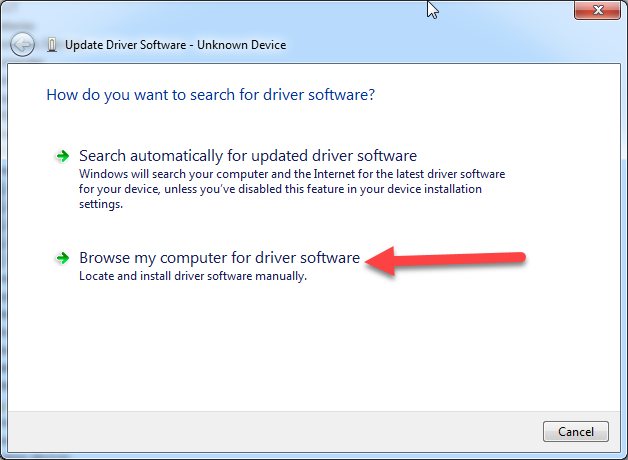 Update Driver Software - Unknown Device
How do you want to search for driver software?
Search automatically for updated driver software
Windows will search your computer and the Internet for the latest driver software
for your device, unless you've disabled this feature in your device installation
settings.
Browse my computer for driver software
Locate and install driver software manually.
Cancel